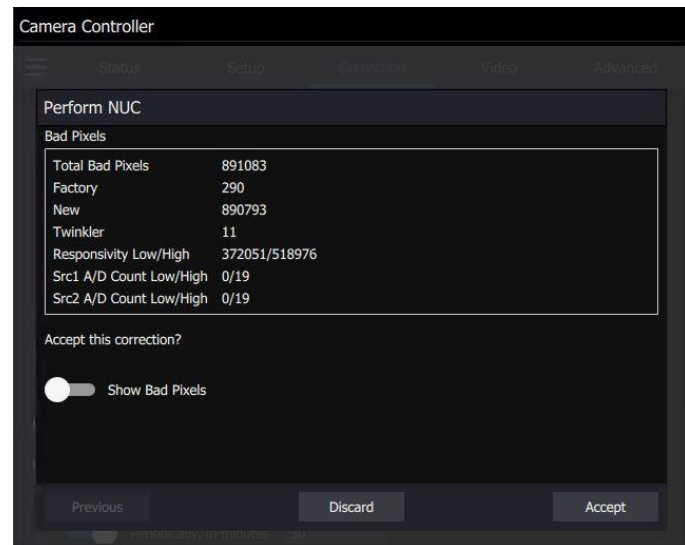 Camera Controller
Status Setup Correction Video Advanced
Perform NUC
Bad Pixels
Total Bad Pixels 891083
Factory 290
New 890793
Twinkler 11
Responsivity Low/High 372051/518976
Src1 A/D Count Low/High 0/19
Src2 A/D Count Low/High 0/19
Accept this correction?
Show Bad Pixels
Previous Discard Accept
Periodically, in minutes 30